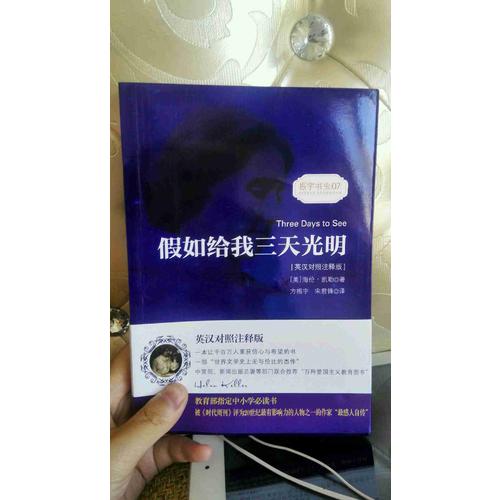 振宇书虫07
Three Days to See
假如给我三天光明
[英汉对照注释版]
[美]海伦·凯勒◎著
方振宇 宋君锋◎译
英汉对照注释版
一本让千百万人重获信心与希望的书
一部“世界文学史上无与伦比的杰作”
中宣部、新闻出版总署等部门联合推荐“百种爱国主义教育图书”
Helen Keller
教育部指定中小学必读书
被《时代周刊》评为20世纪最有影响力的人物之一的作家“最感人自传”